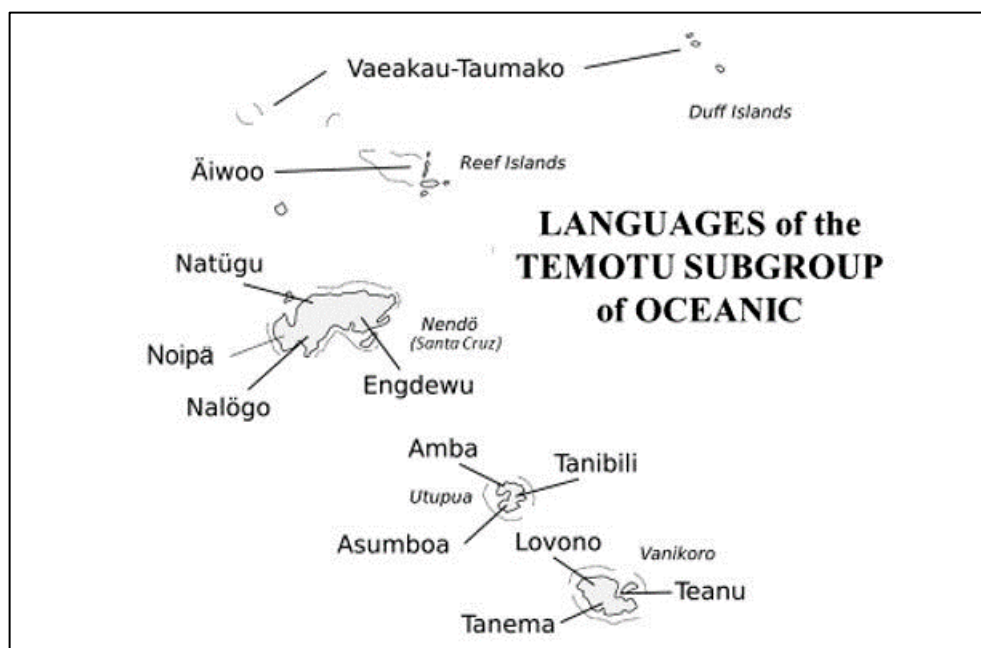 Vaeakau-Taumako
Duff Islands
Äiwoo
Reef Islands
LANGUAGES of the
TEMOTU SUBGROUP
of OCEANIC
Natügu
Nendö
(Santa Cruz)
Noipä
Nalögo
Engdewu
Amba
Tanibili
Utupua
Asumboa
Lovono
Vanikoro
Teanu
Tanema